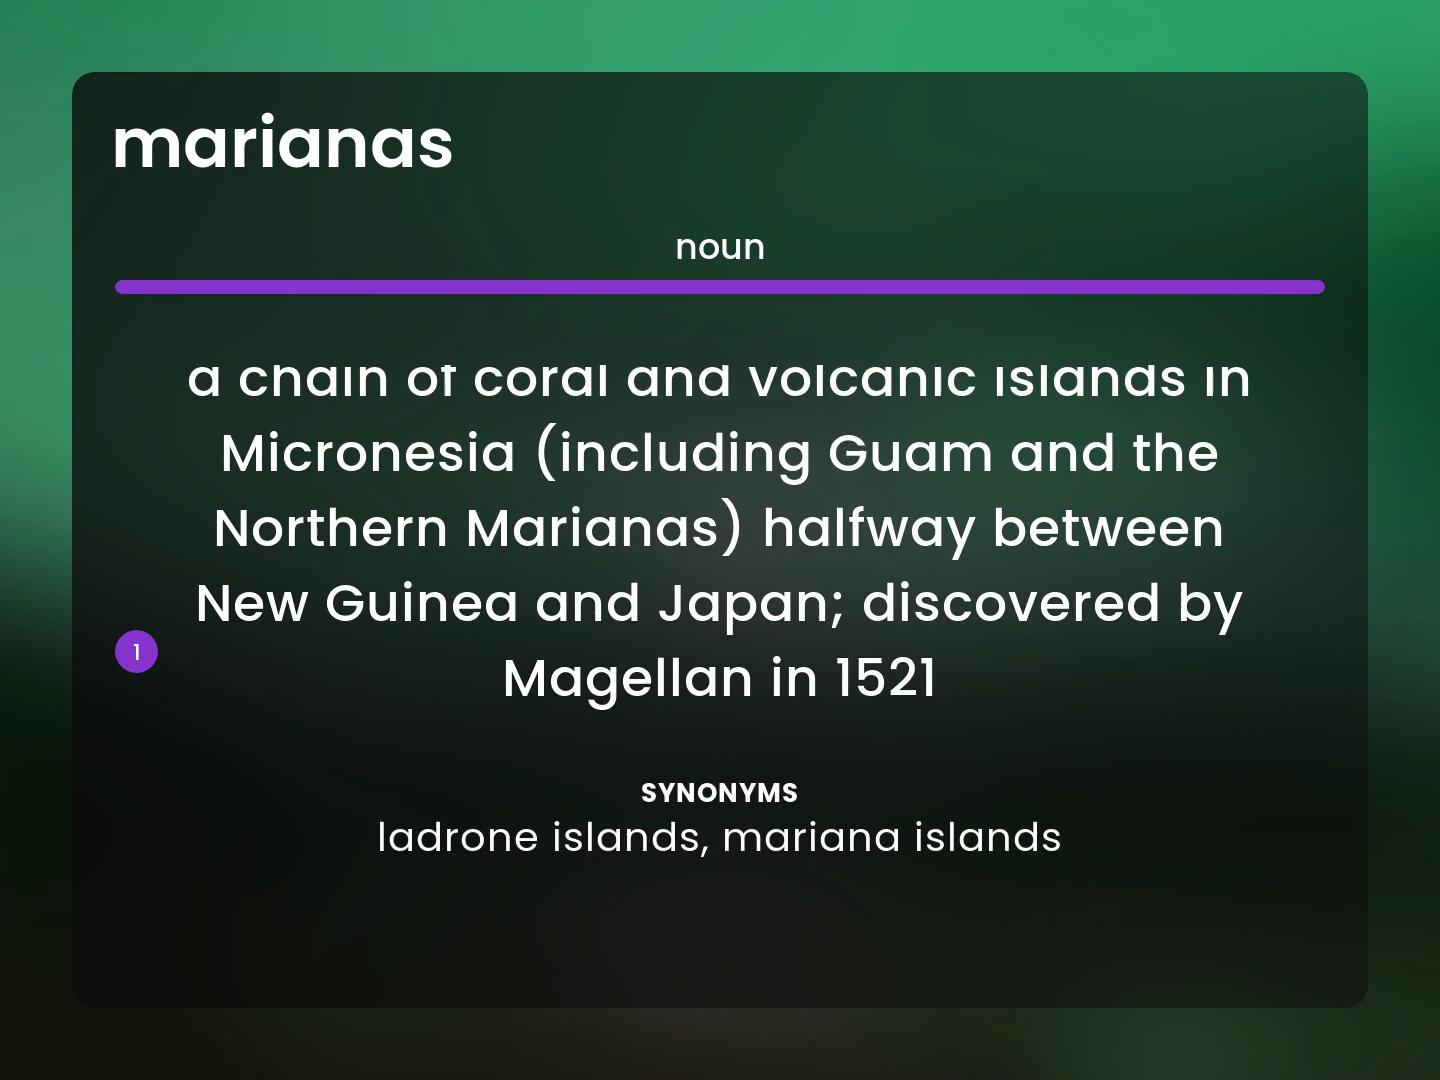 marianas
noun
a chain of coral and volcanic islands in
Micronesia (including Guam and the
Northern Marianas) halfway between
New Guinea and Japan; discovered by
1
Magellan in 1521
SYNONYMS
ladrone islands, mariana islands